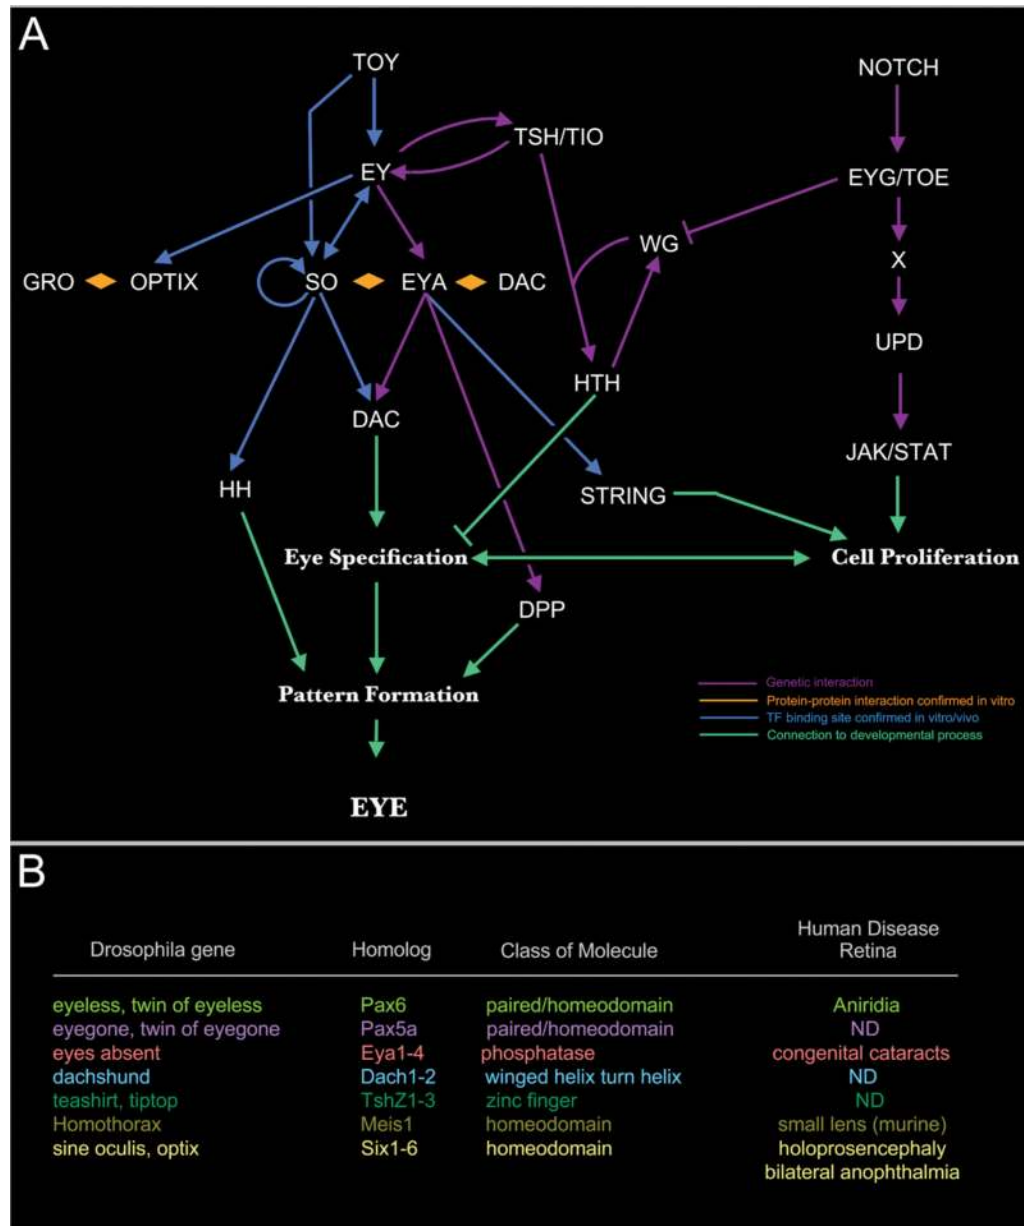 A
TOY
NOTCH
TSH/TIO
EY
EYG/TOE
WG
X
GRO OPTIX SO EYA DAC
UPD
HTH
DAC
JAK/STAT
HH
STRING
Eye Specification
Cell Proliferation
DPP
Pattern Formation
Genetic interaction
Protein-protein interaction confirmed in vitro
TF binding site confirmed in vitro/vivo
Connection to developmental process
EYE
B
Drosophila gene Homolog Class of Molecule Human Disease
Retina
eyeless, twin of eyeless Pax6 paired/homeodomain Aniridia
eyegone, twin of eyegone Pax5a paired/homeodomain ND
eyes absent Eya1-4 phosphatase congenital cataracts
dachshund Dach1-2 winged helix turn helix ND
teashirt, tiptop TshZ1-3 zinc finger ND
Homothorax Meis1 homeodomain small lens (murine)
sine oculis, optix Six1-6 homeodomain holoprosencephaly
bilateral anophthalmia